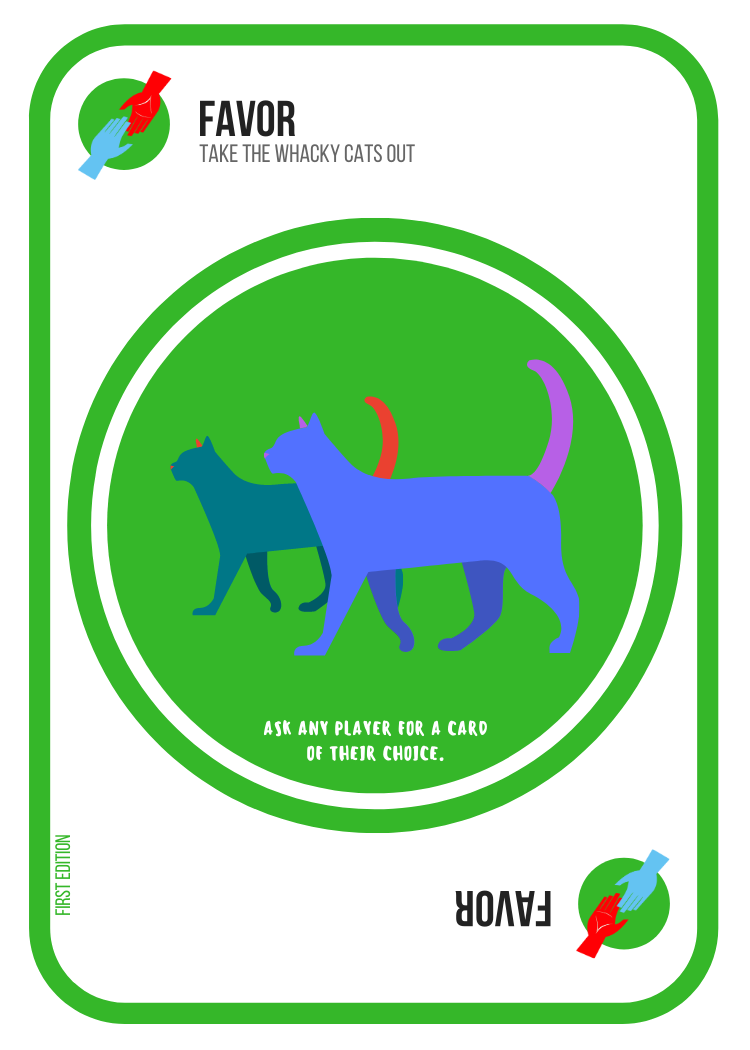 FAVOR
TAKE THE WHACKY CATS OUT
ASK ANY PLAYER FOR A CARD
OF THEIR CHOICE.
FIRST EDITION
FAVOR